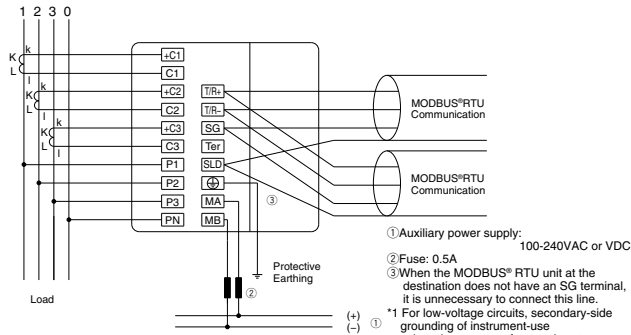 1 2 3 0
K k
L l
K k
L l
K k
L l
+C1
C1
+C2 T/R+
C2 T/R–
+C3 SG
C3 Ter
P1 SLD
P2
P3 MA
PN MB
MODBUS®RTU
Communication
MODBUS®RTU
Communication
③
②
Protective
Earthing
Load
(+)
(–)
①
①Auxiliary power supply:
100-240VAC or VDC
②Fuse: 0.5A
③When the MODBUS® RTU unit at the
destination does not have an SG terminal,
it is unnecessary to connect this line.
*1 For low-voltage circuits, secondary-side
grounding of instrument-use